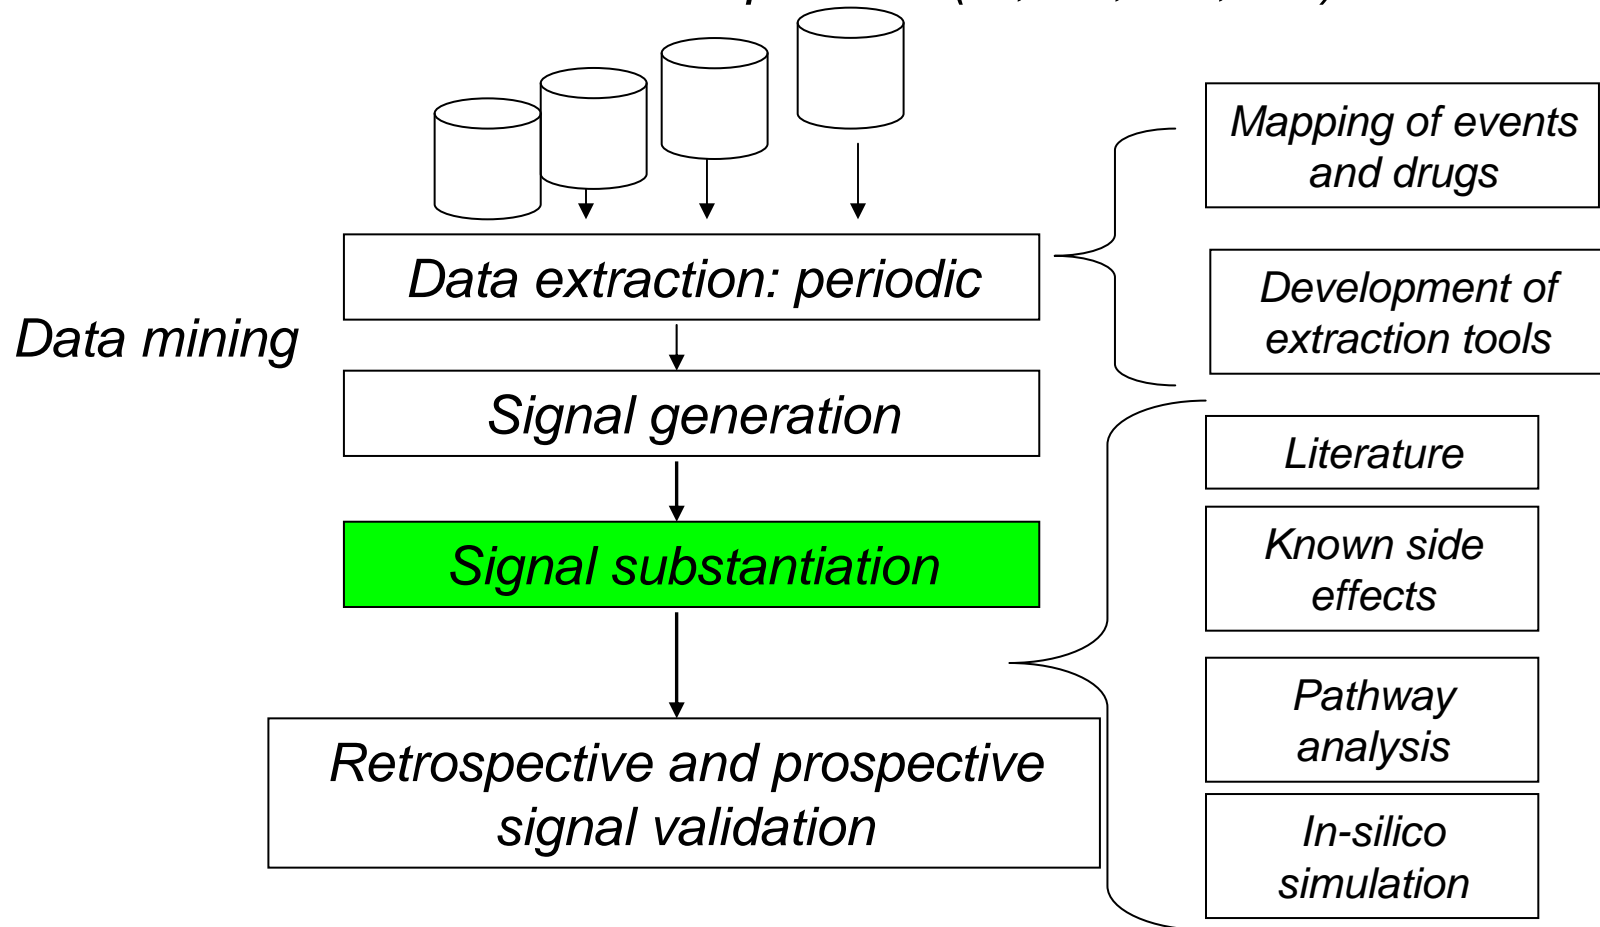 Mapping of events
and drugs
Data extraction: periodic
Development of
extraction tools
Data mining
Signal generation
Literature
Signal substantiation
Known side
effects
Pathway
analysis
Retrospective and prospective
signal validation
In-silico
simulation